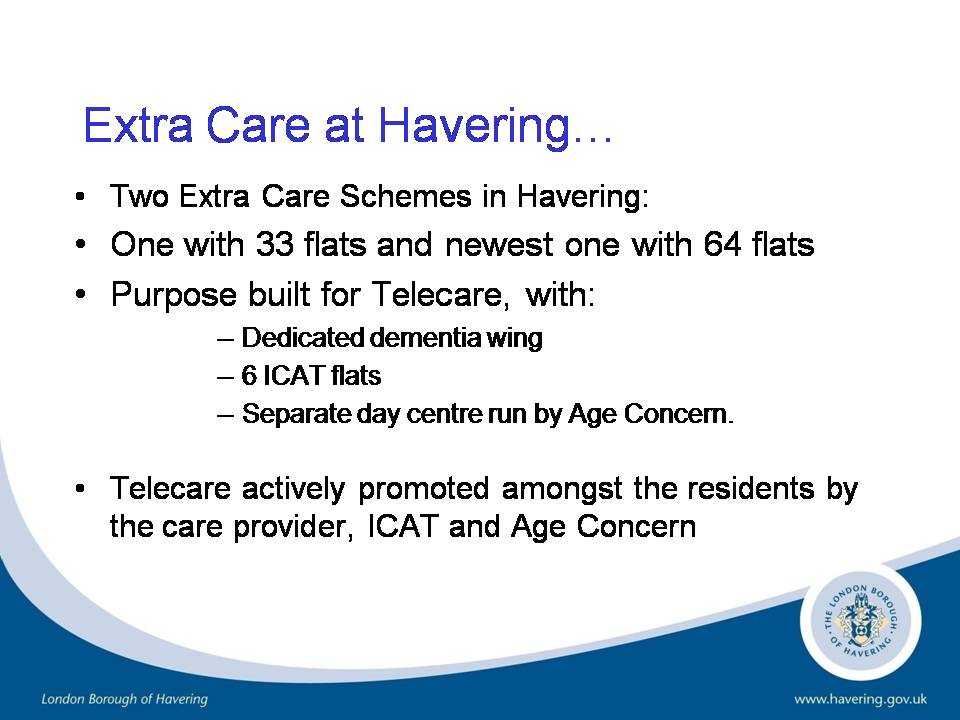 Extra Care at Havering…
• Two Extra Care Schemes in Havering:
• One with 33 flats and newest one with 64 flats
• Purpose built for Telecare, with:
– Dedicated dementia wing
– 6 ICAT flats
– Separate day centre run by Age Concern.
• Telecare actively promoted amongst the residents by
the care provider, ICAT and Age Concern
THE LONDON BOROUGH
OF HAVERING
London Borough of Havering
www.havering.gov.uk